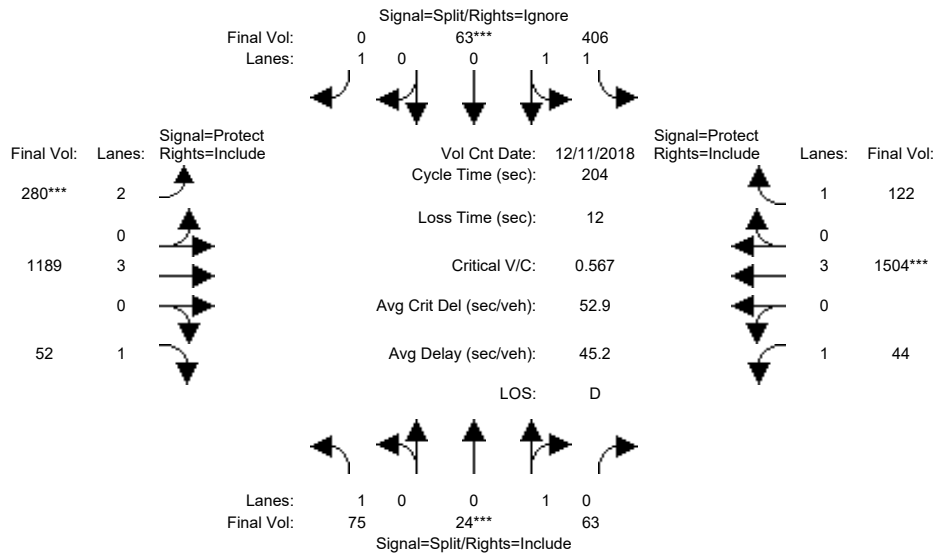 Signal=Split/Rights=Ignore
Final Vol: 0 63*** 406
Lanes: 1 0 0 1 1
Signal=Protect Signal=Protect
Final Vol: Lanes: Rights=Include Vol Cnt Date: 12/11/2018 Rights=Include Lanes: Final Vol:
Cycle Time (sec): 204
280*** 2 1 122
Loss Time (sec): 12
0 0
1189 3 Critical V/C: 0.567 3 1504***
0 Avg Crit Del (sec/veh): 52.9 0
52 1 Avg Delay (sec/veh): 45.2 1 44
LOS: D
Lanes: 1 0 0 1 0
Final Vol: 75 24*** 63
Signal=Split/Rights=Include